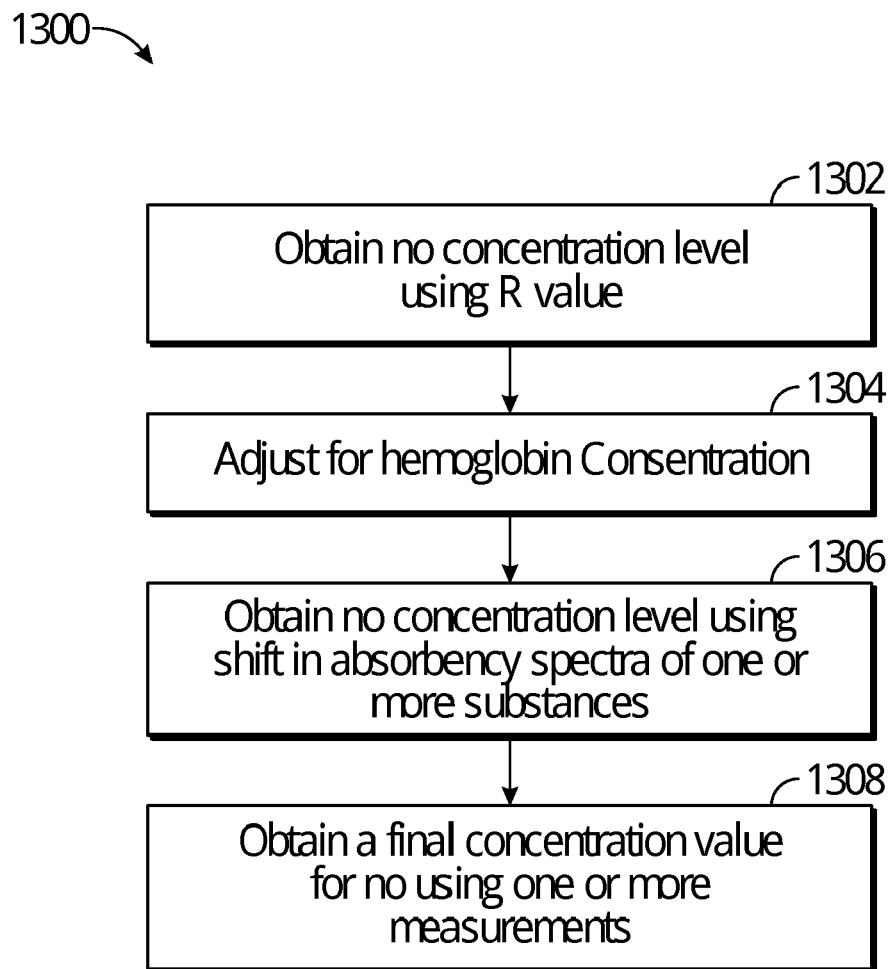 1300
1302
Obtain no concentration level
using R value
1304
Adjust for hemoglobin Consentration
1306
Obtain no concentration level using
shift in absorbency spectra of one or
more substances
1308
Obtain a final concentration value
for no using one or more
measurements